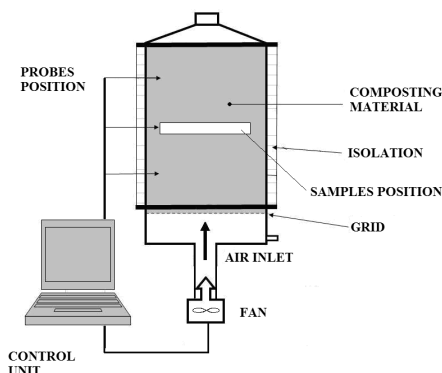 PROBES
POSITION
COMPOSTING
MATERIAL
ISOLATION
SAMPLES POSITION
GRID
AIR INLET
FAN
CONTROL
UNIT